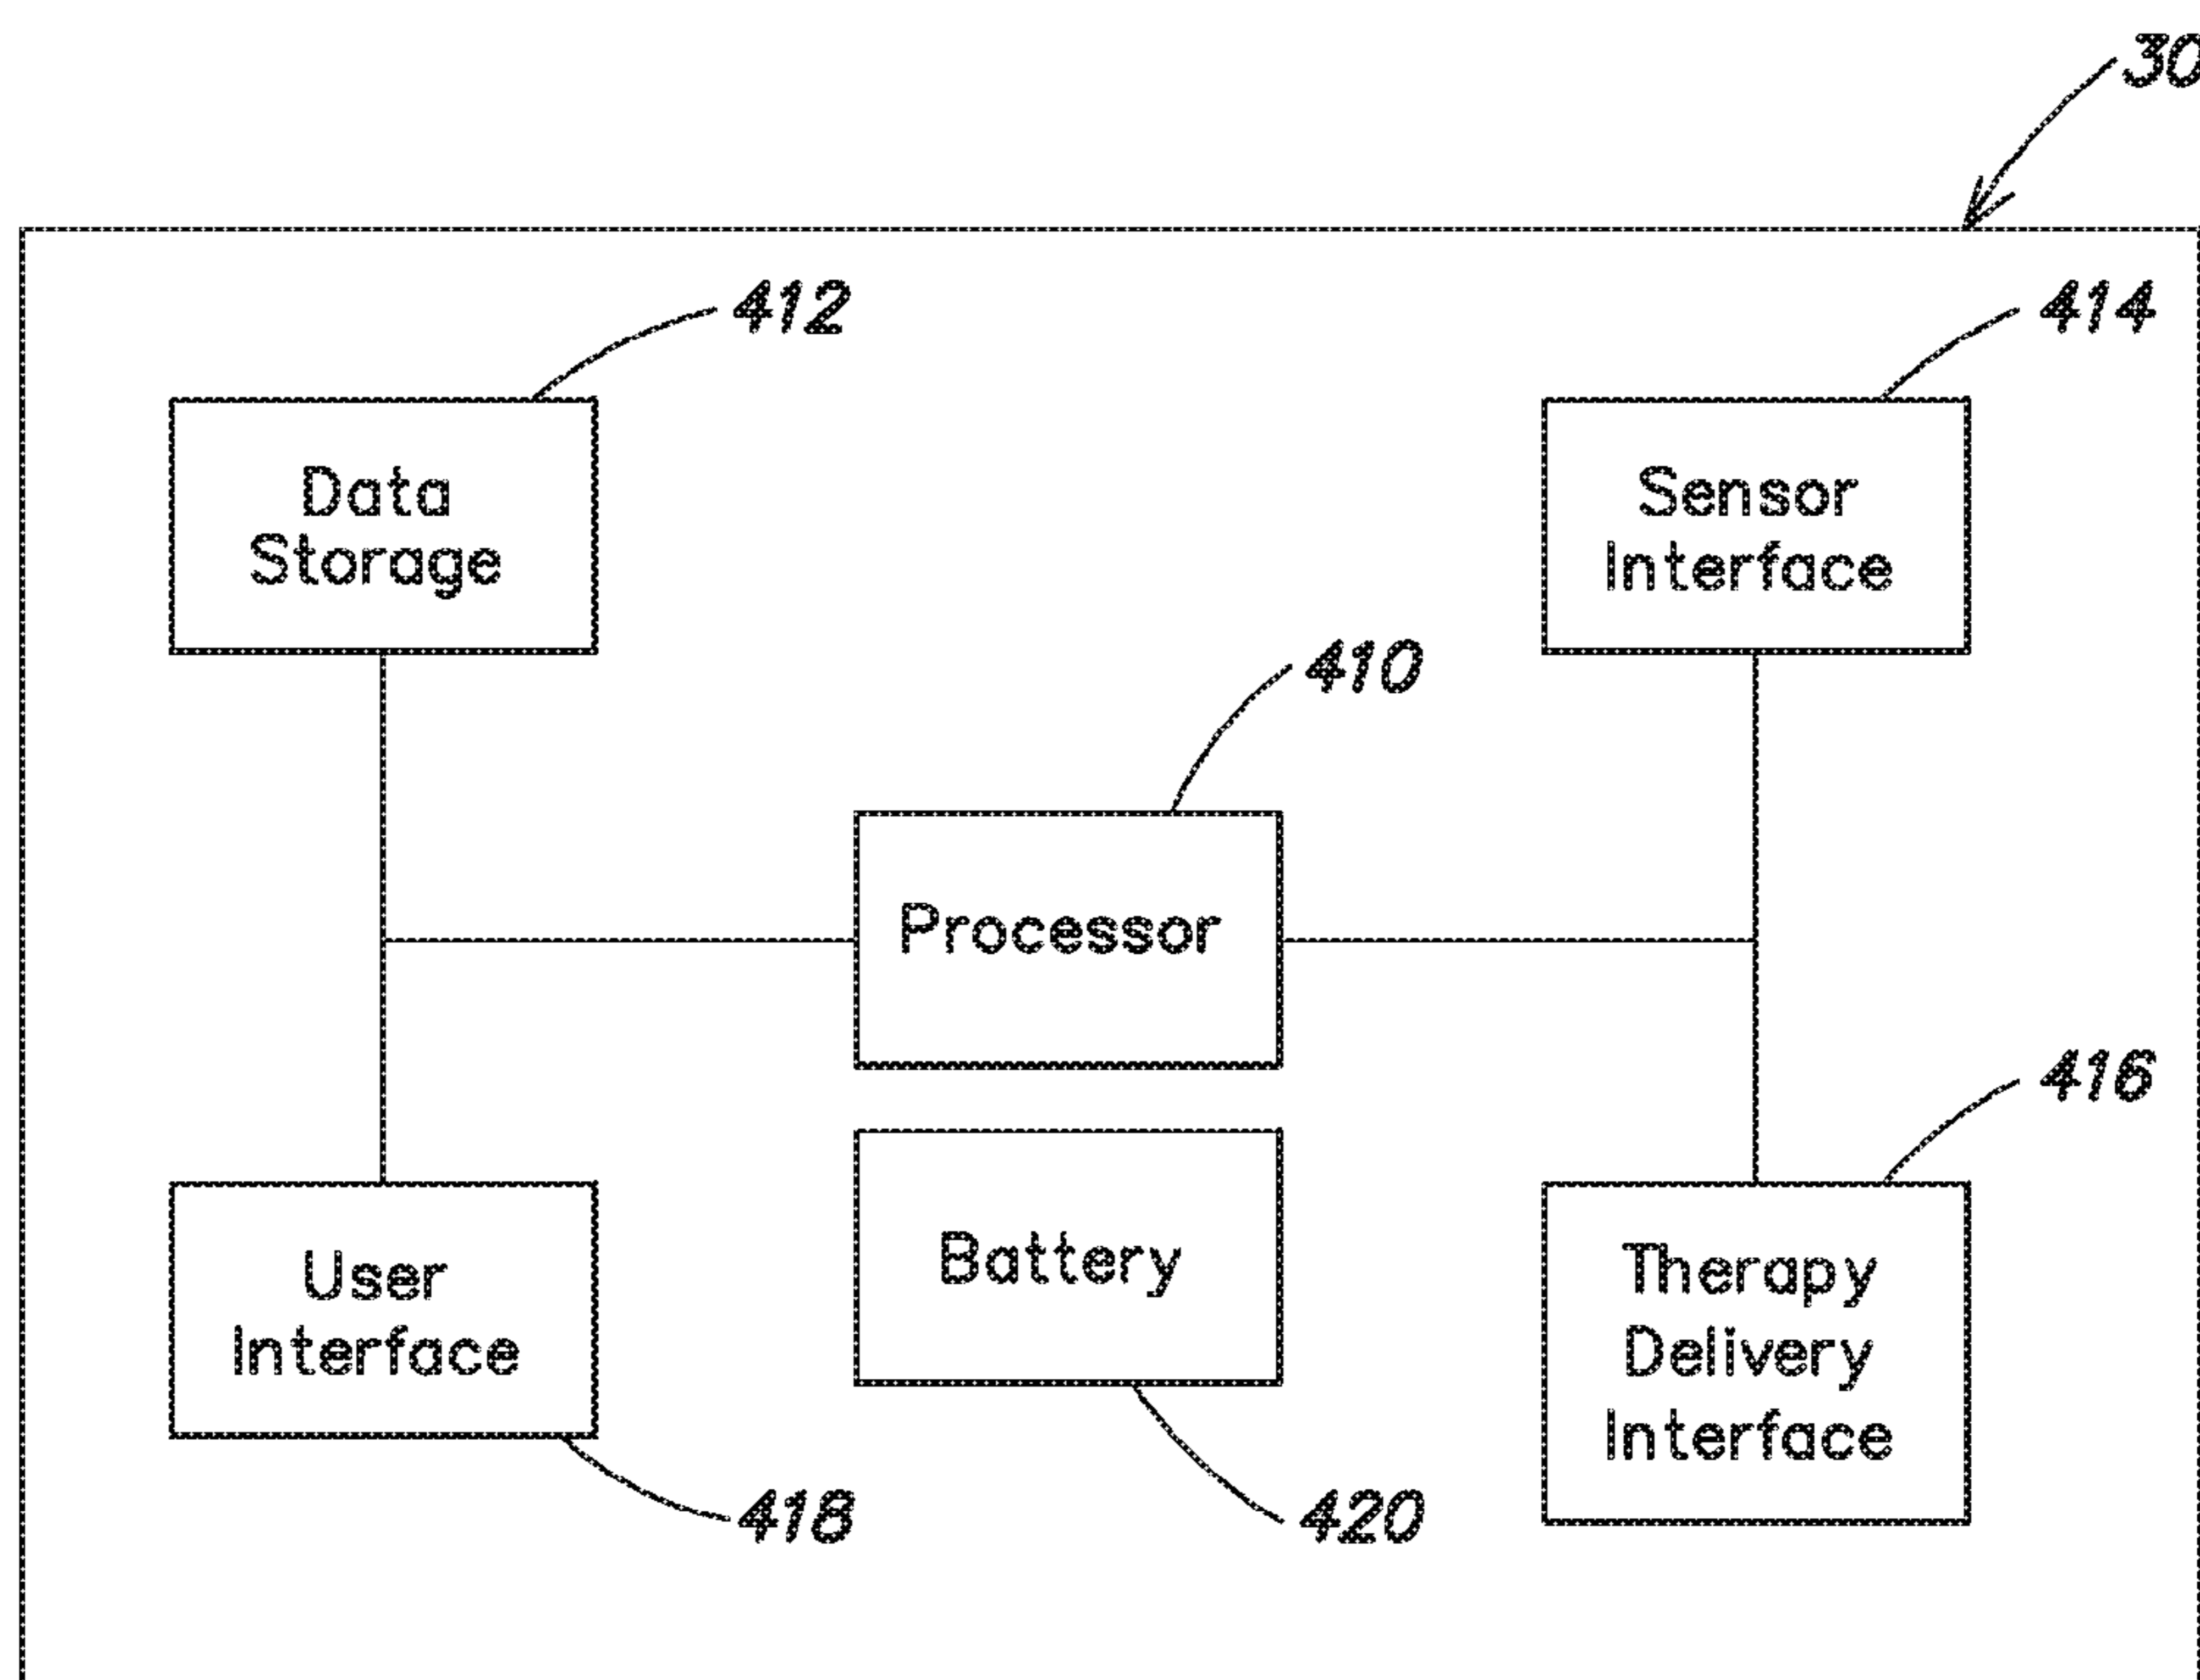 30
412
414
Data
Storage
Sensor
Interface
410
Processor
416
Battery
User
Interface
Therapy
Delivery
Interface
418
420